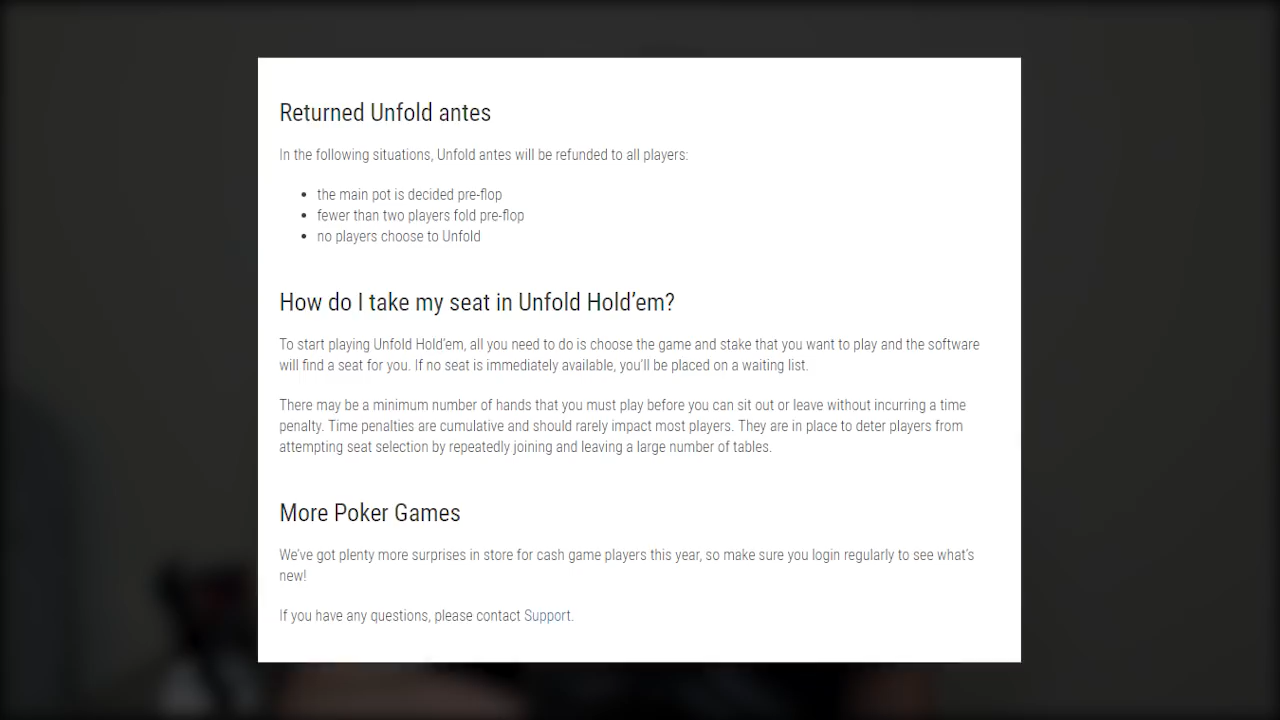 Returned Unfold antes
In the following situations, Unfold antes will be refunded to all players:
• the main pot is decided pre-flop
• fewer than two players fold pre-flop
• no players choose to Unfold
How do I take my seat in Unfold Hold’em?
To start playing Unfold Hold’em, all you need to do is choose the game and stake that you want to play and the software
will find a seat for you. If no seat is immediately available, you’ll be placed on a waiting list.
There may be a minimum number of hands that you must play before you can sit out or leave without incurring a time
penalty. Time penalties are cumulative and should rarely impact most players. They are in place to deter players from
attempting seat selection by repeatedly joining and leaving a large number of tables.
More Poker Games
We’ve got plenty more surprises in store for cash game players this year, so make sure you login regularly to see what’s
new!
If you have any questions, please contact Support.